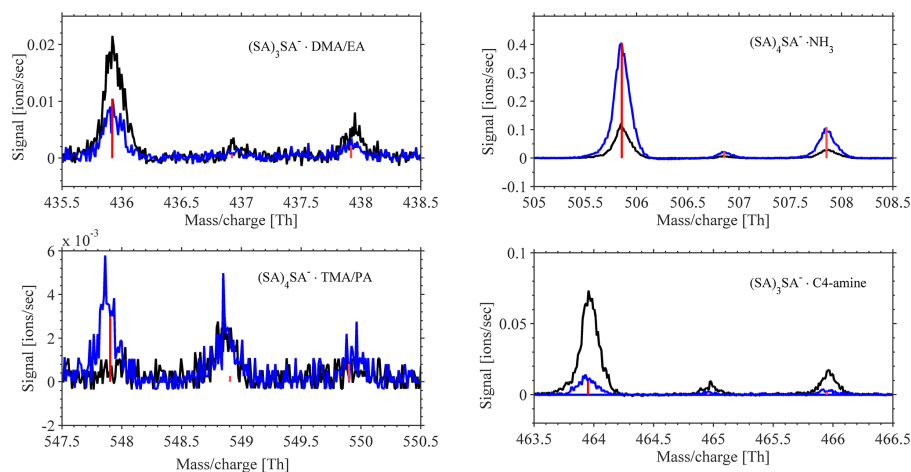 (SA)₃SA⁻ · DMA/EA
Signal [ions/sec]
0.02
0.01
0
435.5 436 436.5 437 437.5 438 438.5
Mass/charge [Th]
(SA)₄SA⁻ · NH₃
Signal [ions/sec]
0.4
0.3
0.2
0.1
0
-0.1
505 505.5 506 506.5 507 507.5 508 508.5
Mass/charge [Th]
x 10⁻³
(SA)₄SA⁻ · TMA/PA
Signal [ions/sec]
6
4
2
0
-2
547.5 548 548.5 549 549.5 550 550.5
Mass/charge [Th]
(SA)₃SA⁻ · C4-amine
Signal [ions/sec]
0.1
0.05
0
463.5 464 464.5 465 465.5 466 466.5
Mass/charge [Th]